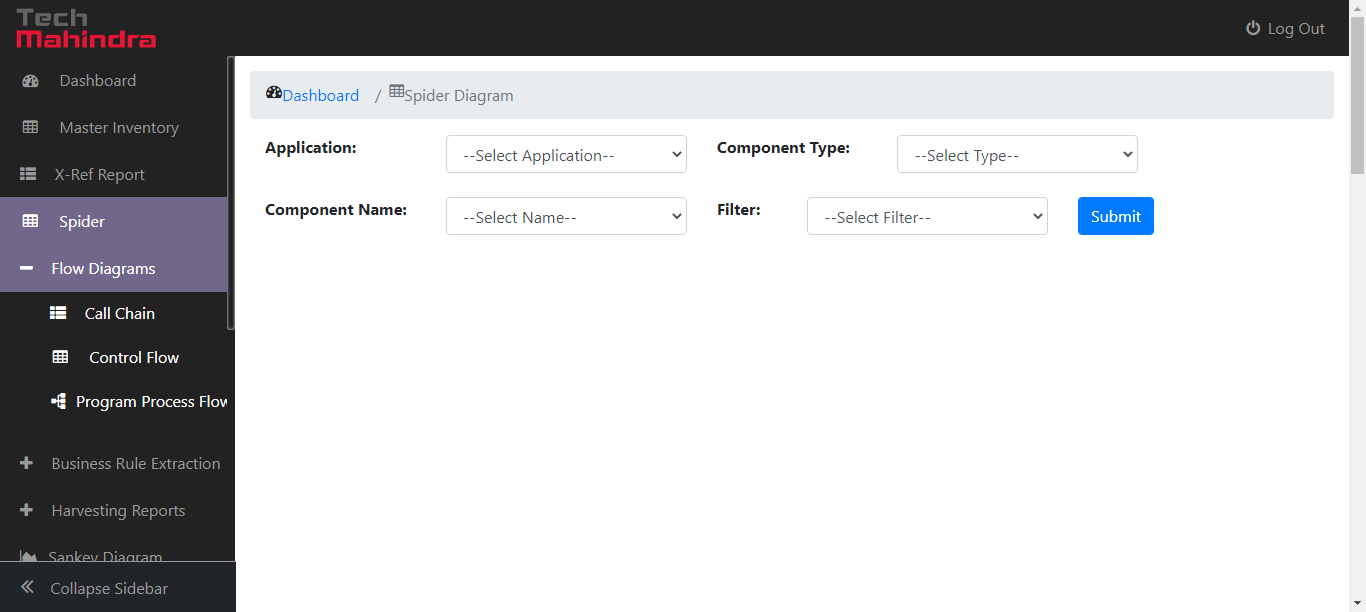 Tech
Mahindra
Log Out
Dashboard
Master Inventory
X-Ref Report
Spider
Flow Diagrams
Call Chain
Control Flow
Program Process Flow
Business Rule Extraction
Harvesting Reports
Sankey Diagram
Collapse Sidebar
Dashboard / Spider Diagram
Application: --Select Application-- Component Type: --Select Type--
Component Name: --Select Name-- Filter: --Select Filter-- Submit